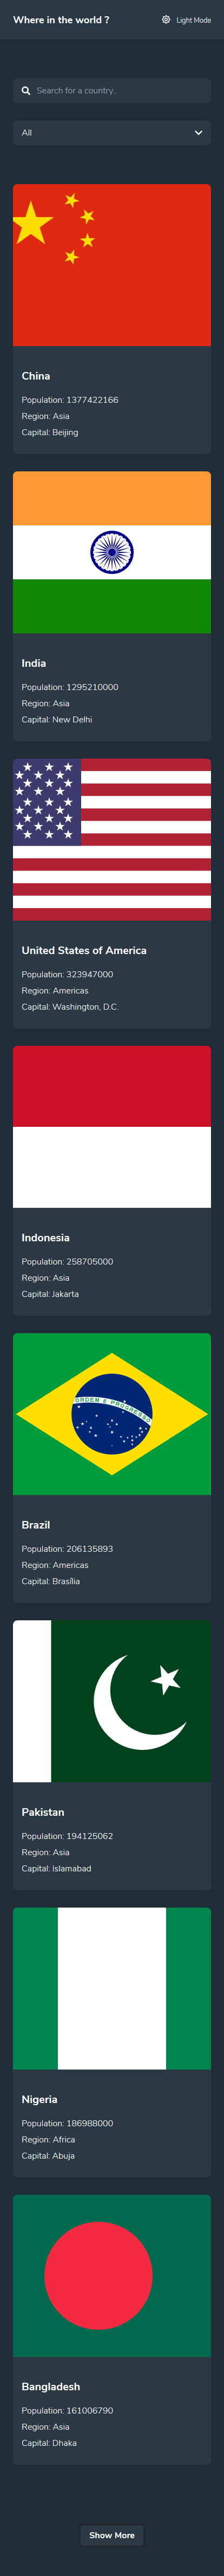 Where in the world ?
Light Mode
Search for a country..
All
China
Population: 1377422166
Region: Asia
Capital: Beijing
India
Population: 1295210000
Region: Asia
Capital: New Delhi
United States of America
Population: 323947000
Region: Americas
Capital: Washington, D.C.
Indonesia
Population: 258705000
Region: Asia
Capital: Jakarta
ORDEM E PROGRESSO
Brazil
Population: 206135893
Region: Americas
Capital: Brasília
Pakistan
Population: 194125062
Region: Asia
Capital: Islamabad
Nigeria
Population: 186988000
Region: Africa
Capital: Abuja
Bangladesh
Population: 161006790
Region: Asia
Capital: Dhaka
Show More